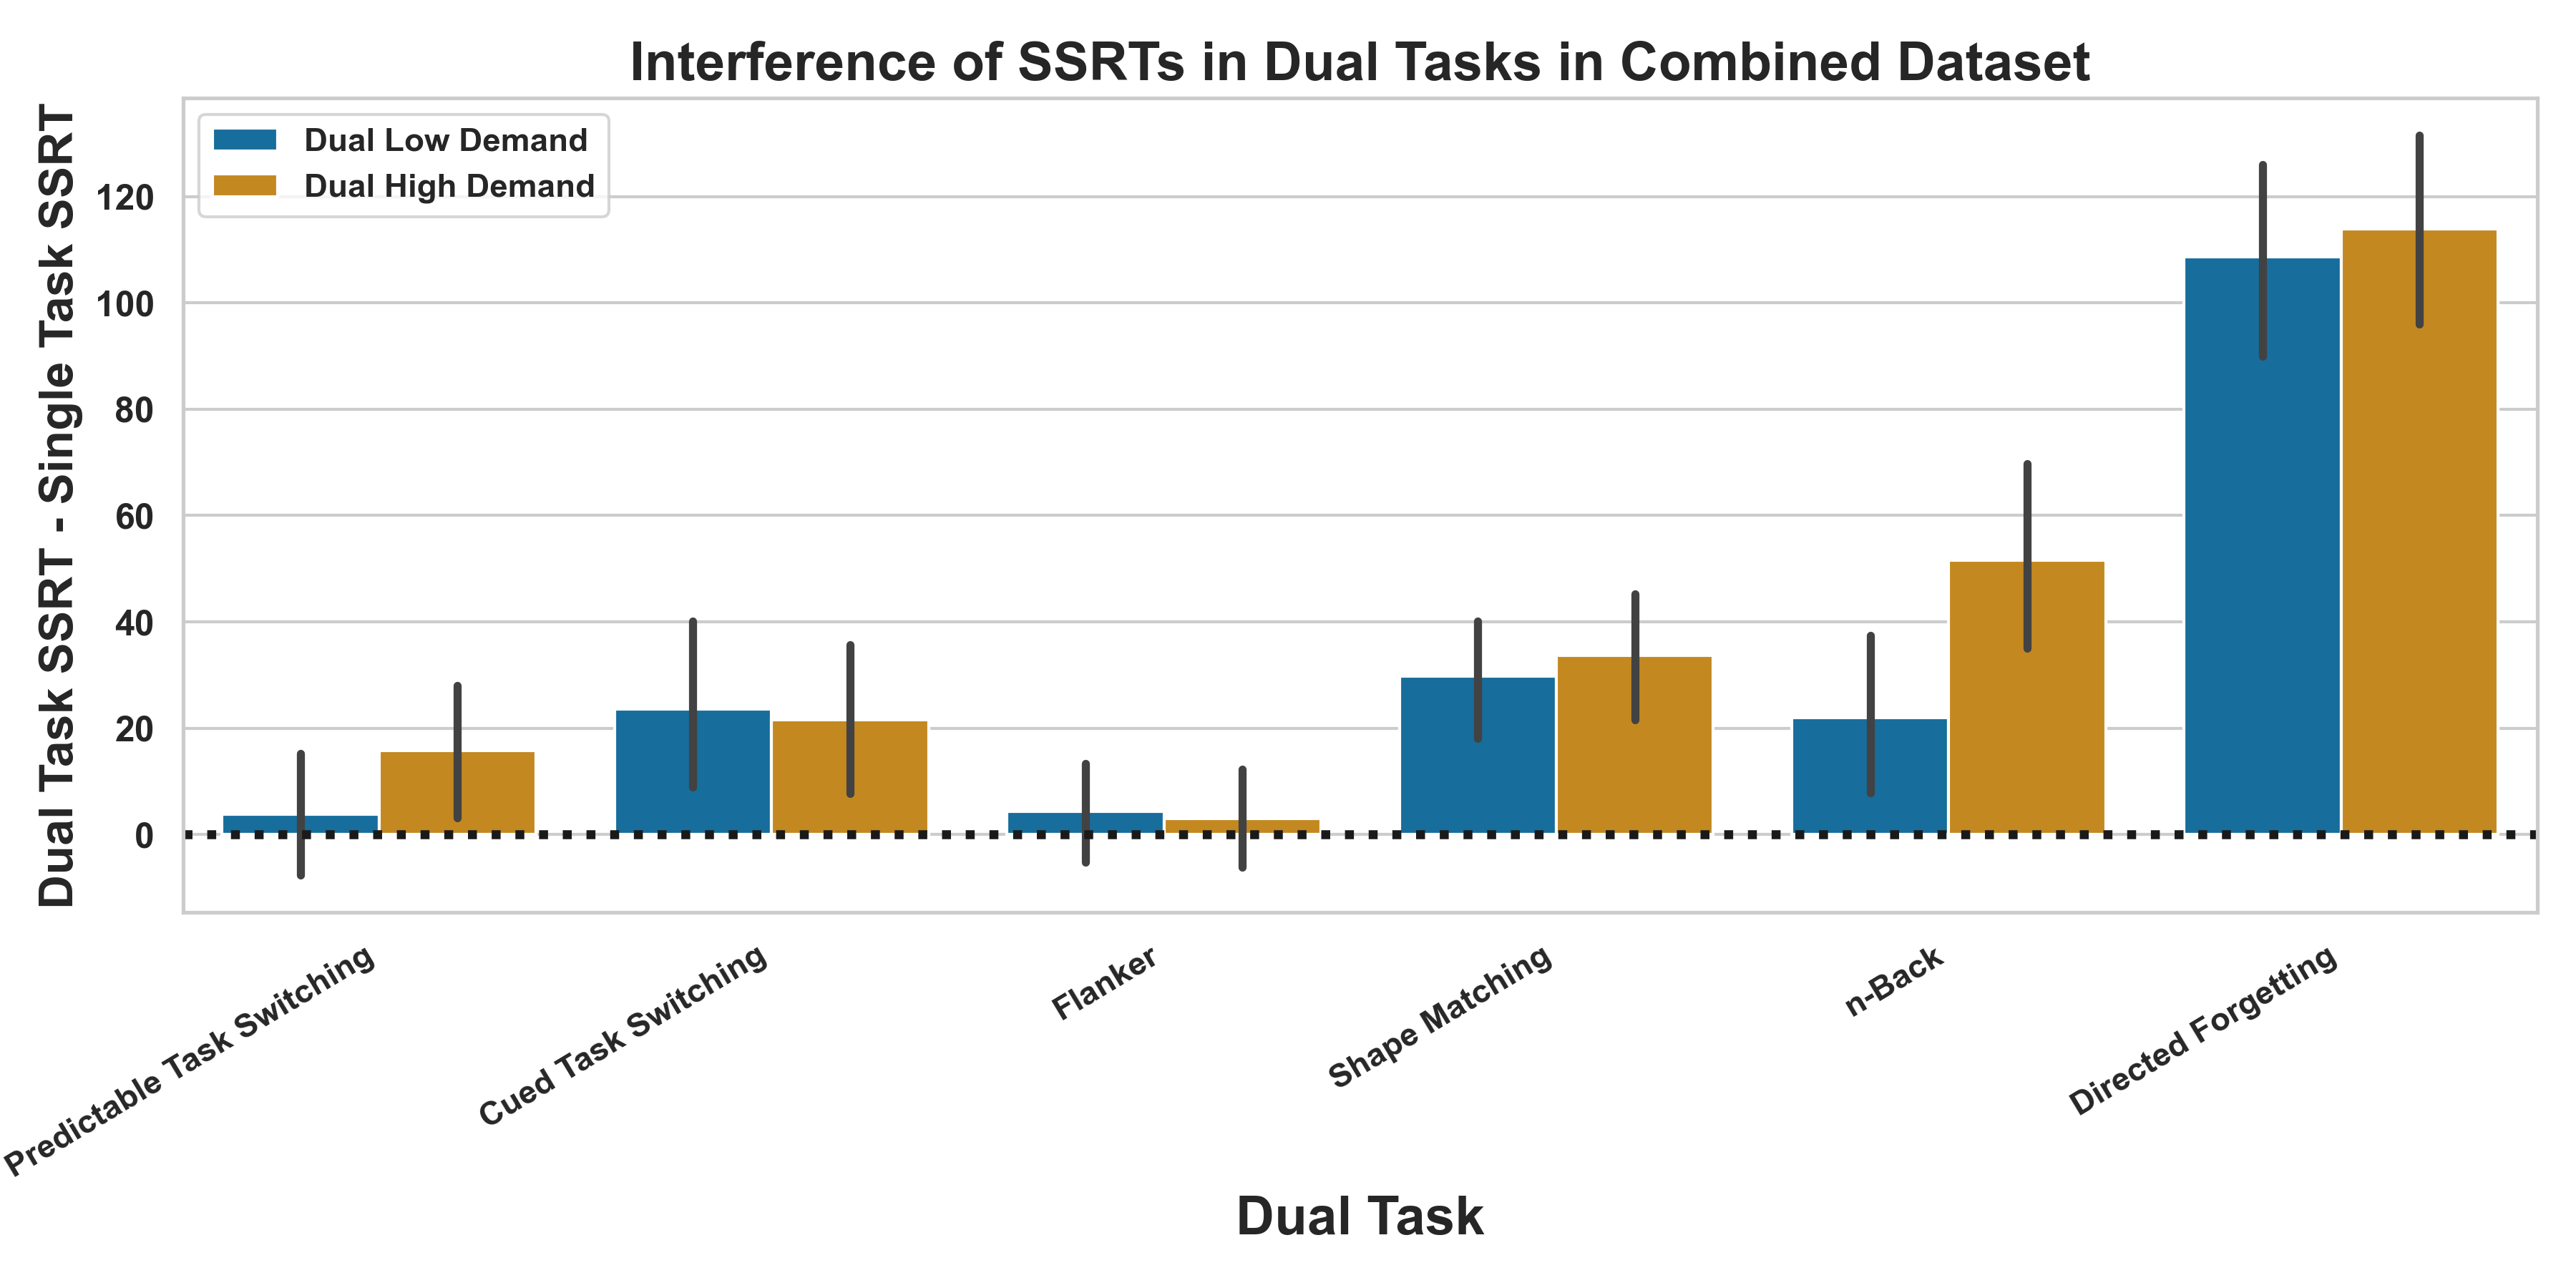 Interference of SSRTs in Dual Tasks in Combined Dataset
Dual Task SSRT - Single Task SSRT
Dual Low Demand
Dual High Demand
120
100
80
60
40
20
0
Predictable Task Switching
Cued Task Switching
Flanker
Shape Matching
n-Back
Directed Forgetting
Dual Task